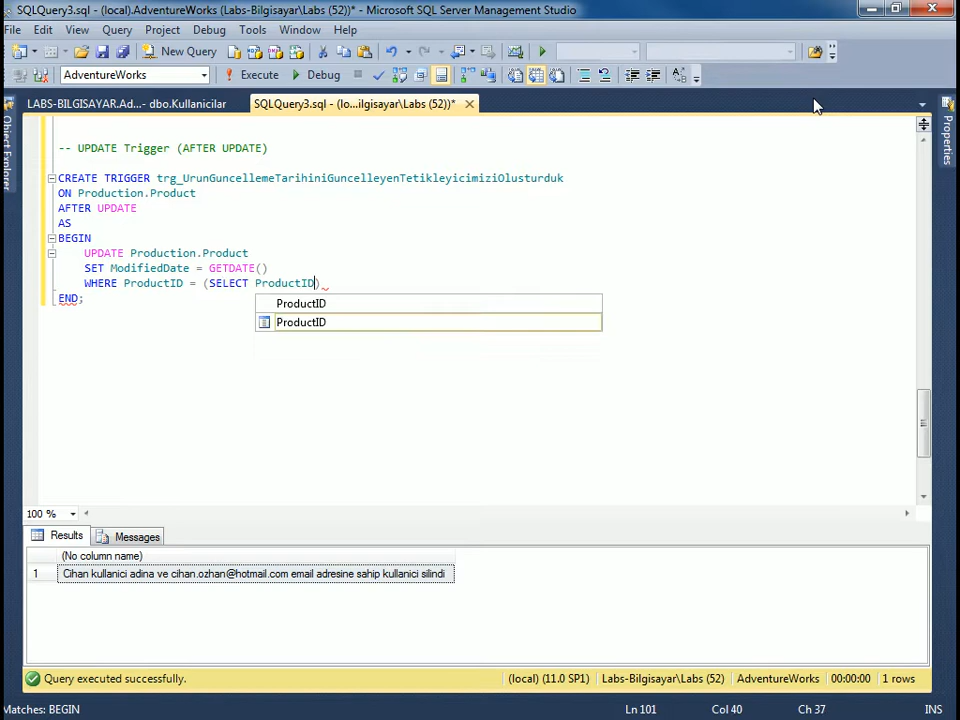 SQLQuery3.sql - (local).AdventureWorks (Labs-Bilgisayar\Labs (52))* - Microsoft SQL Server Management Studio
File Edit View Query Project Debug Tools Window Help
New Query
AdventureWorks Execute Debug
LABS-BILGISAYAR.Ad...- dbo.Kullanicilar SQLQuery3.sql - (lo...ilgisayar\Labs (52))*
Object Explorer
Properties
-- UPDATE Trigger (AFTER UPDATE)
CREATE TRIGGER trg_UrunGuncellemeTarihiniGuncelleyenTetikleyicimiziOlusturduk
ON Production.Product
AFTER UPDATE
AS
BEGIN
UPDATE Production.Product
SET ModifiedDate = GETDATE()
WHERE ProductID = (SELECT ProductID)
END;
ProductID
ProductID
100 %
Results Messages
(No column name)
1 Cihan kullanici adina ve cihan.ozhan@hotmail.com email adresine sahip kullanici silindi
Query executed successfully. (local) (11.0 SP1) Labs-Bilgisayar\Labs (52) AdventureWorks 00:00:00 1 rows
Matches: BEGIN Ln 101 Col 40 Ch 37 INS